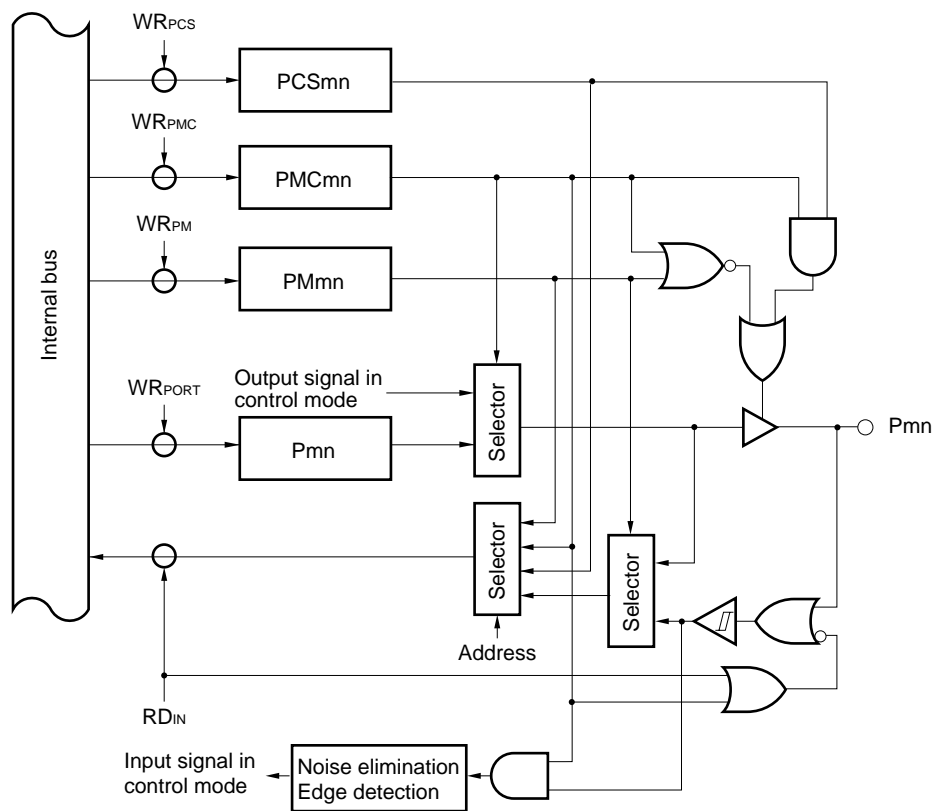 WRPCS
PCSmn
WRPMC
PMCmn
WRPM
PMmn
Internal bus
Output signal in
control mode
WRPORT
Pmn
Selector
Pmn
Selector
Selector
Address
RDIN
Input signal in
control mode
Noise elimination
Edge detection